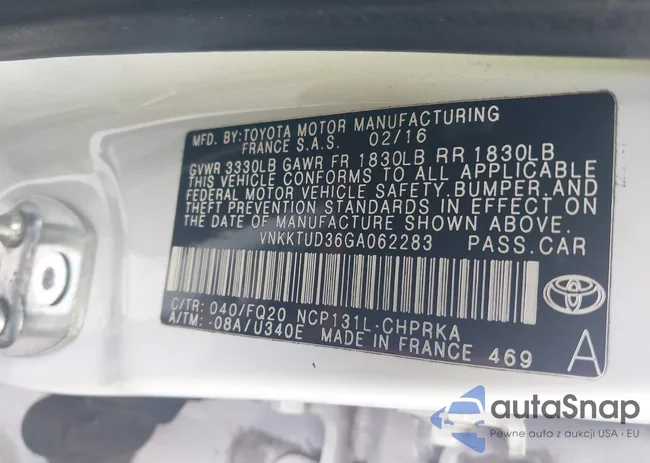 MFD. BY: TOYOTA MOTOR MANUFACTURING
FRANCE S.A.S. 02/16
GVWR 3330LB GAWR FR 1830LB RR 1830LB
THIS VEHICLE CONFORMS TO ALL APPLICABLE
FEDERAL MOTOR VEHICLE SAFETY, BUMPER, AND
THEFT PREVENTION STANDARDS IN EFFECT ON
THE DATE OF MANUFACTURE SHOWN ABOVE.
VNKKTUD36GA062283 PASS.CAR
C/TR: 040/FQ20 NCP131L-CHPRKA
A/TM: -08A/U340E
MADE IN FRANCE 469 A
autaSnap
Pewne auta z aukcji USA i EU